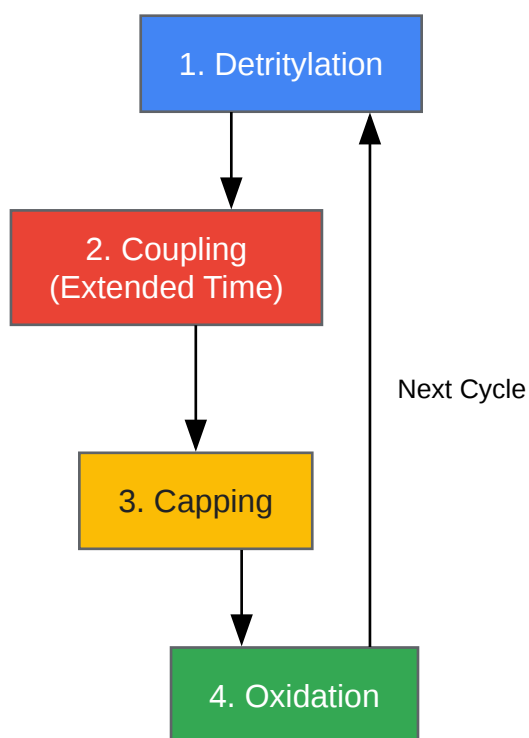 1. Detritylation
2. Coupling
(Extended Time)
Next Cycle
3. Capping
4. Oxidation